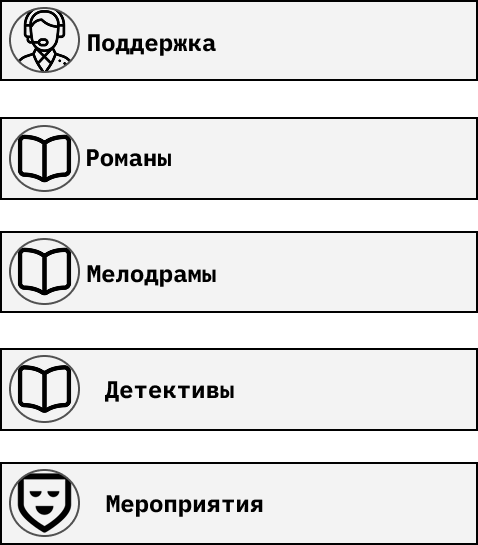 Поддержка
Романы
Мелодрамы
Детективы
Мероприятия